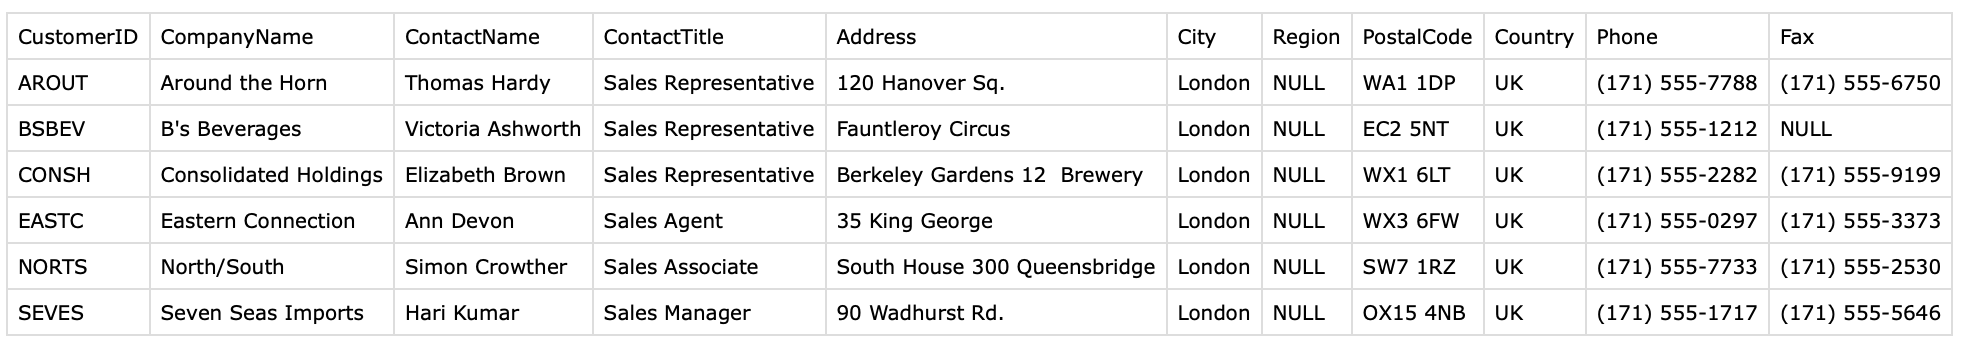 CustomerID CompanyName ContactName ContactTitle Address City Region PostalCode Country Phone Fax
AROUT Around the Horn Thomas Hardy Sales Representative 120 Hanover Sq. London NULL WA1 1DP UK (171) 555-7788 (171) 555-6750
BSBEV B's Beverages Victoria Ashworth Sales Representative Fauntleroy Circus London NULL EC2 5NT UK (171) 555-1212 NULL
CONSH Consolidated Holdings Elizabeth Brown Sales Representative Berkeley Gardens 12  Brewery London NULL WX1 6LT UK (171) 555-2282 (171) 555-9199
EASTC Eastern Connection Ann Devon Sales Agent 35 King George London NULL WX3 6FW UK (171) 555-0297 (171) 555-3373
NORTS North/South Simon Crowther Sales Associate South House 300 Queensbridge London NULL SW7 1RZ UK (171) 555-7733 (171) 555-2530
SEVES Seven Seas Imports Hari Kumar Sales Manager 90 Wadhurst Rd. London NULL OX15 4NB UK (171) 555-1717 (171) 555-5646